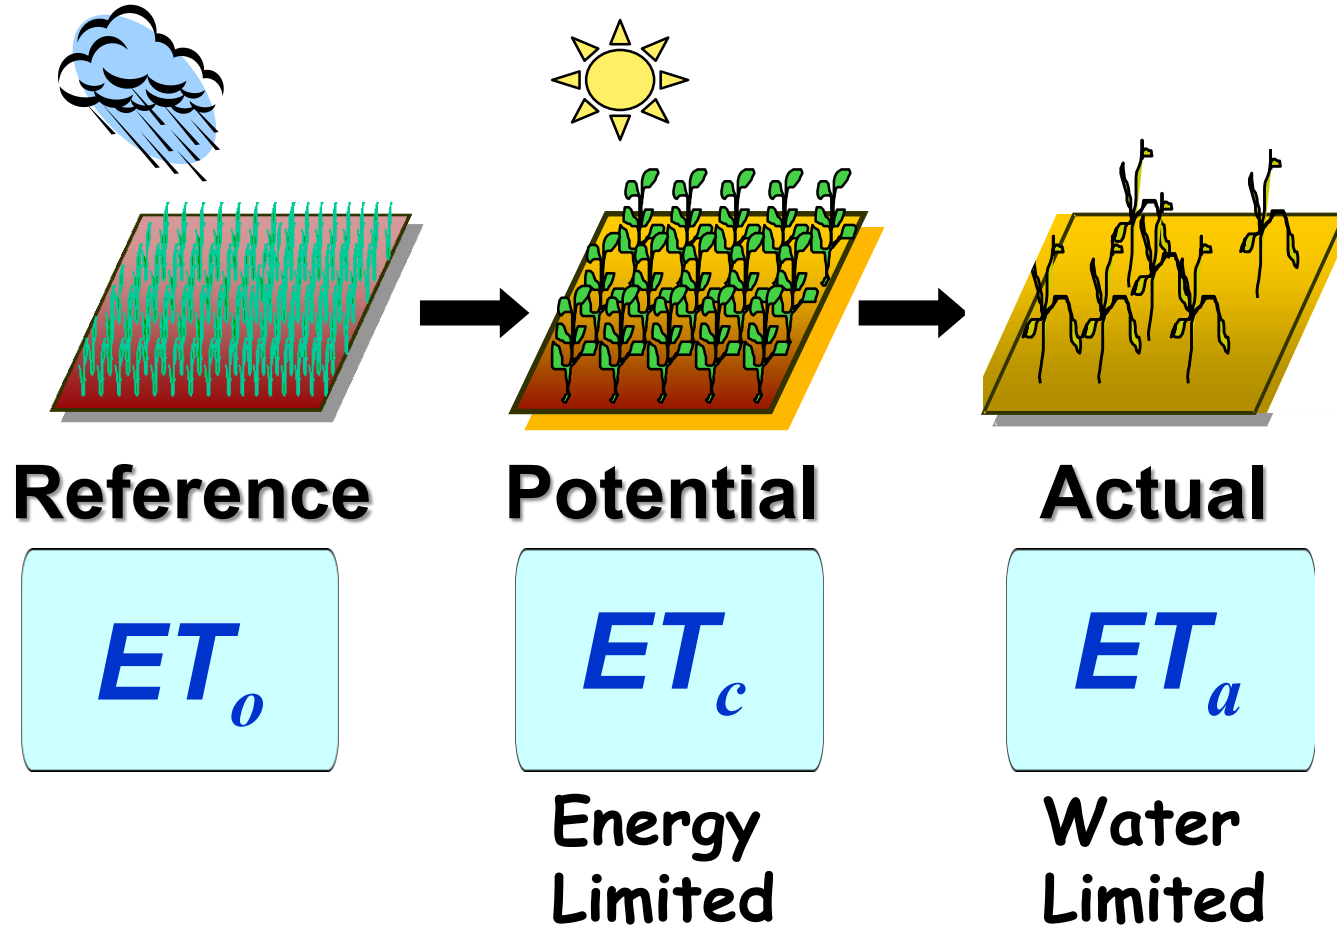 Reference
Potential
Actual
ETo
ETc
ETa
Energy
Limited
Water
Limited